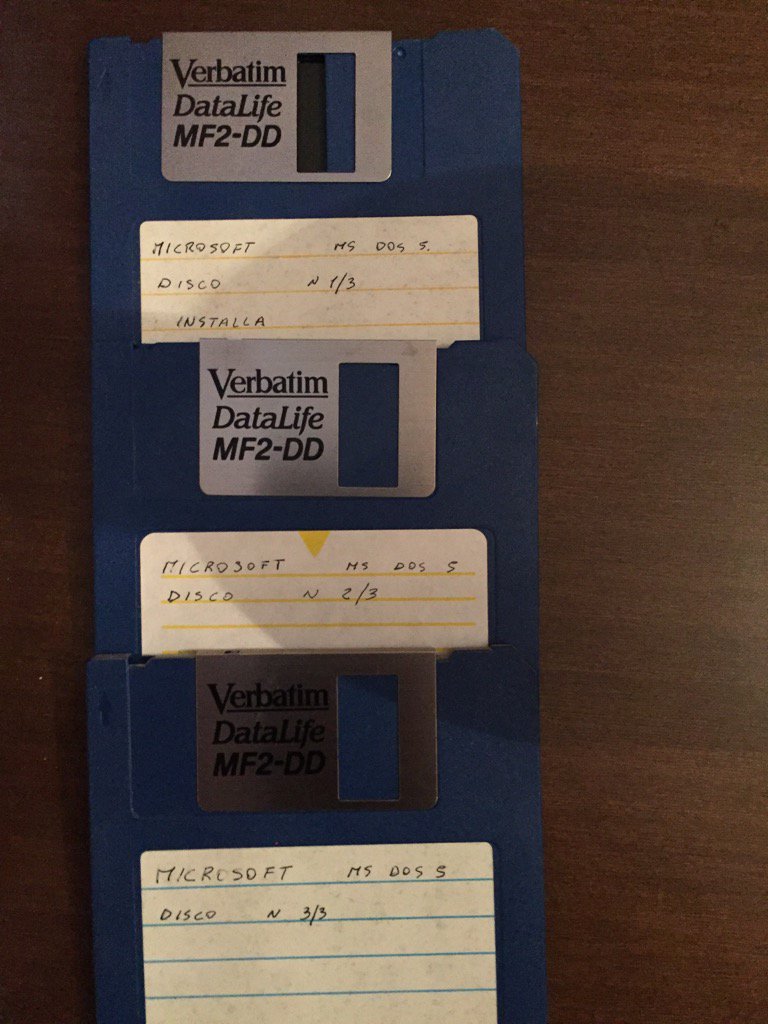 Verbatim
DataLife
MF2-DD
MICROSOFT MS DOS 5.
DISCO N 1/3
INSTALLA
Verbatim
DataLife
MF2-DD
MICROSOFT MS DOS 5
DISCO N 2/3
Verbatim
DataLife
MF2-DD
MICROSOFT MS DOS 5
DISCO N 3/3